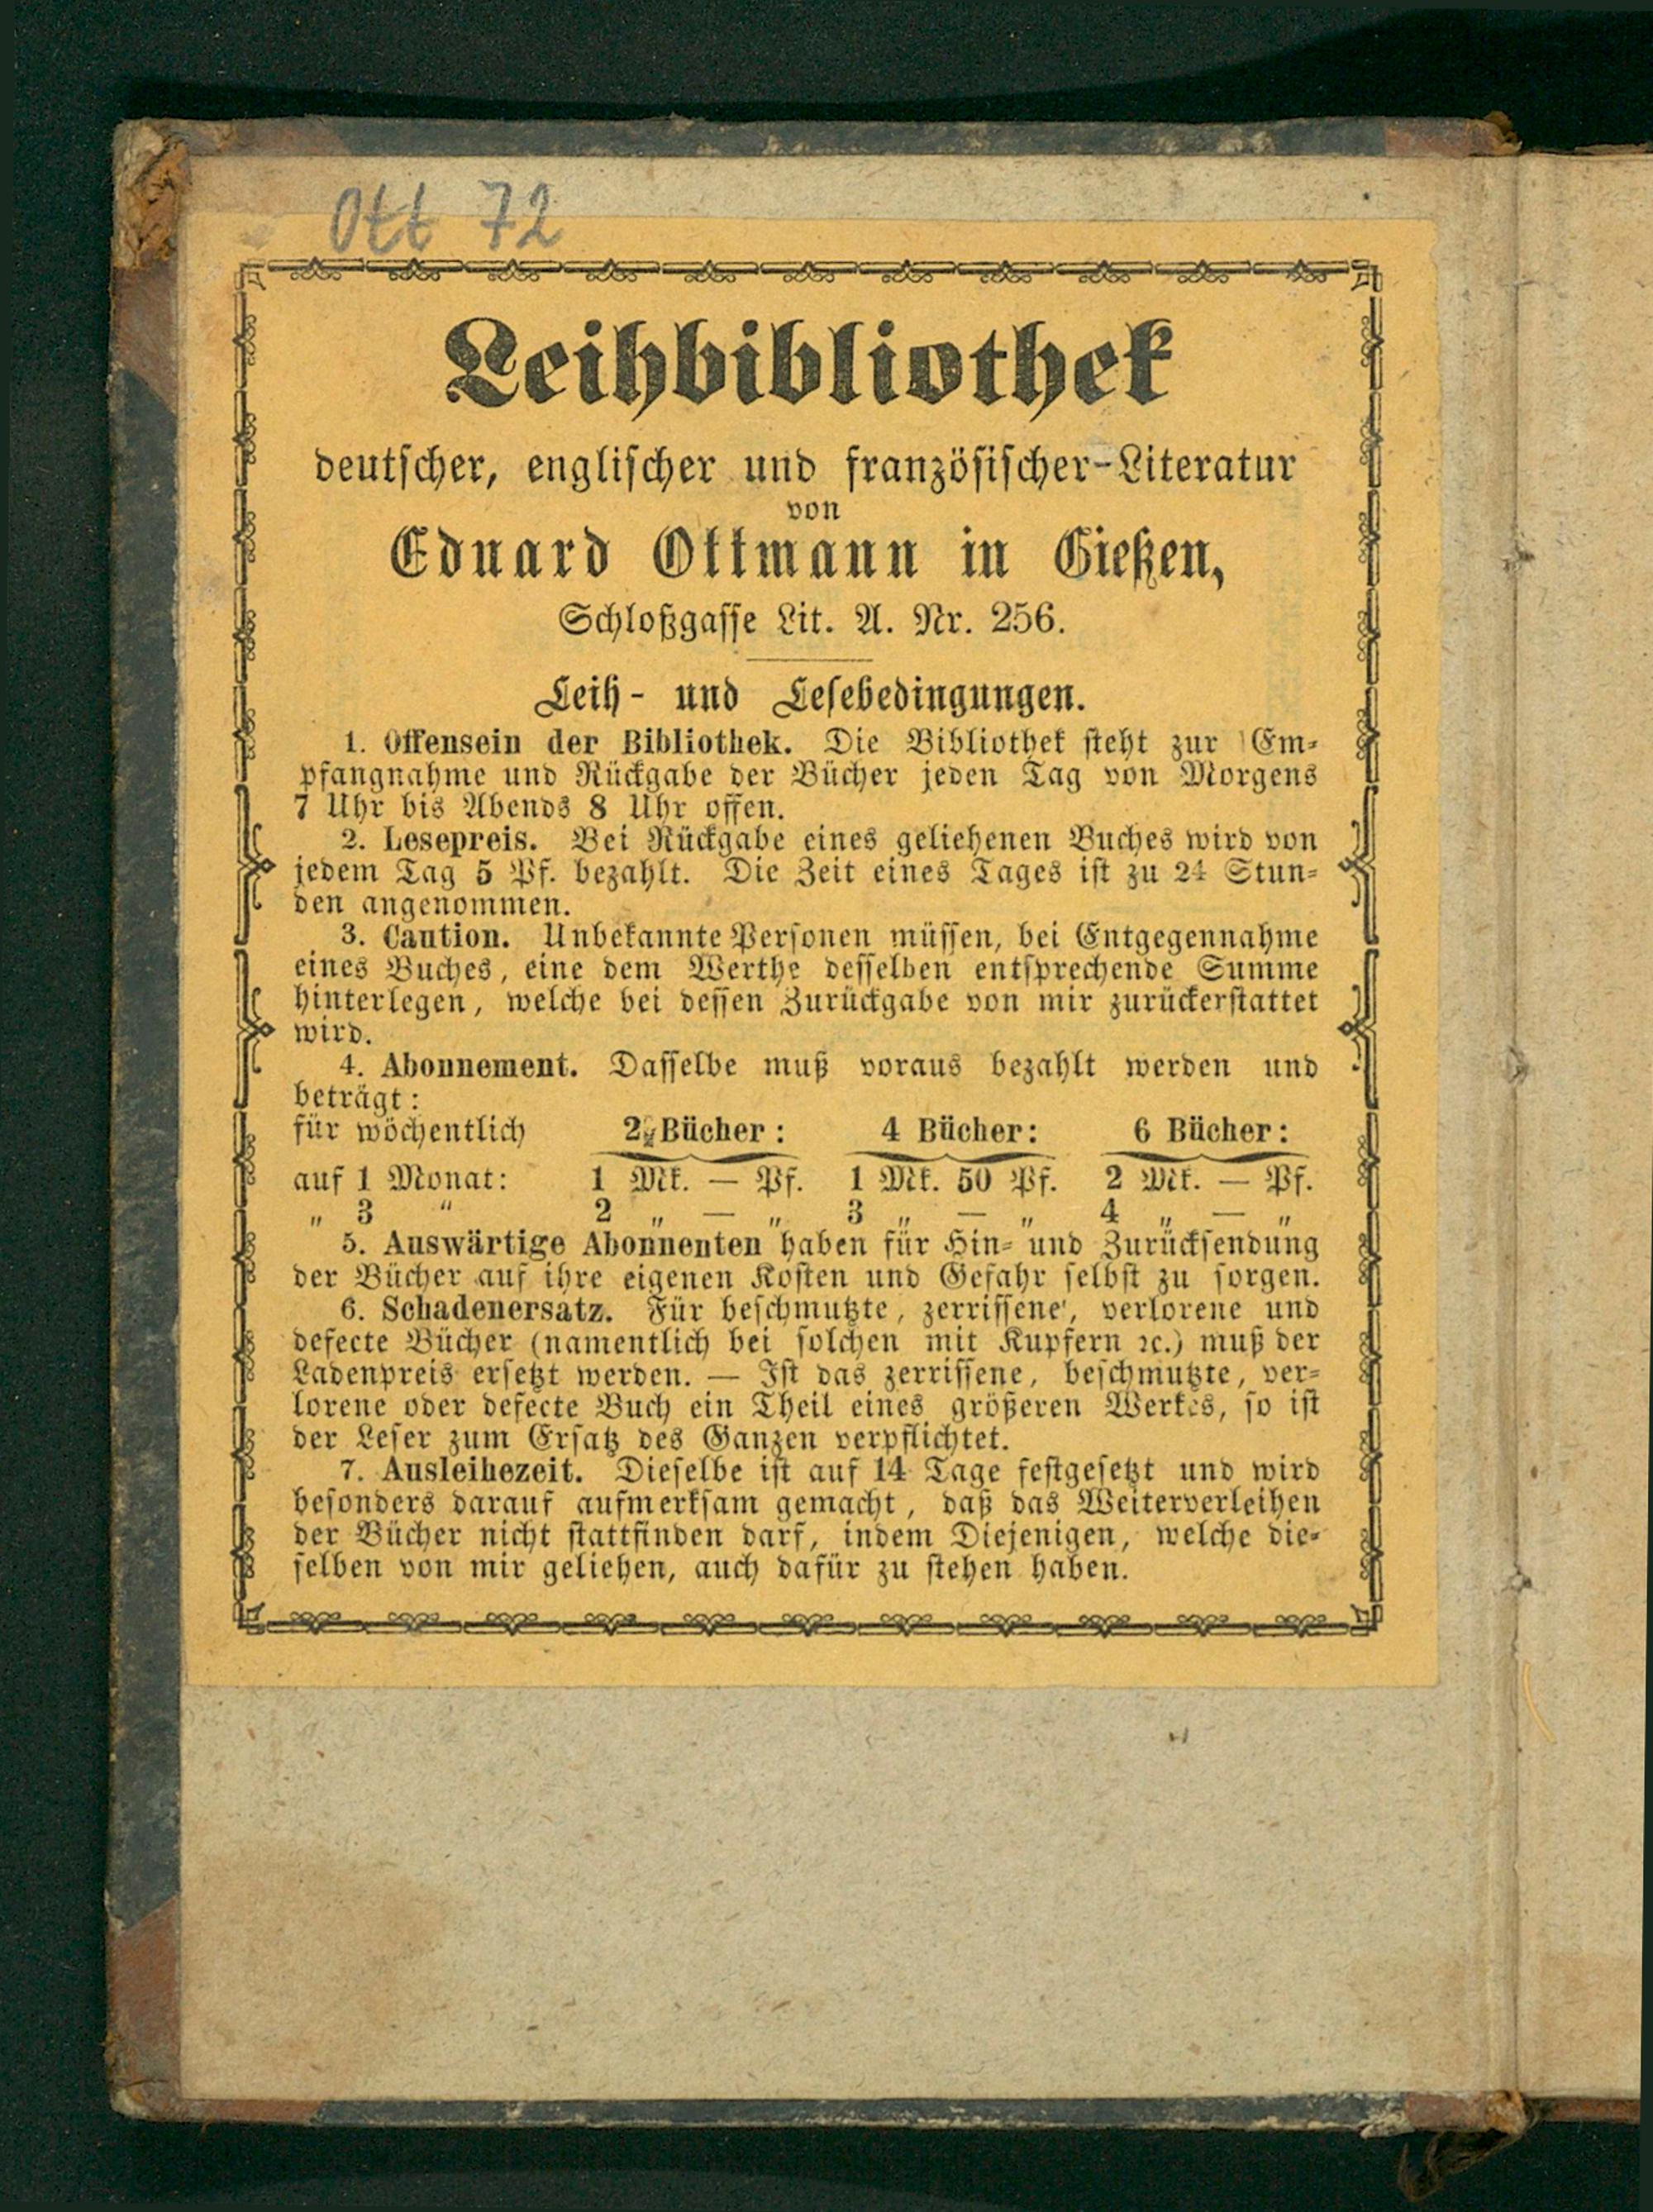 Ott 72
Leihbibliothek
deutscher, englischer und französischer-Literatur
von
Eduard Ottmann in Gießen,
Schloßgasse Lit. A. Nr. 256.
Leih- und Lesebedingungen.
1. Offensein der Bibliothek. Die Bibliothek steht zur Em-
pfangnahme und Rückgabe der Bücher jeden Tag von Morgens
7 Uhr bis Abends 8 Uhr offen.
2. Lesepreis. Bei Rückgabe eines geliehenen Buches wird von
jedem Tag 5 Pf. bezahlt. Die Zeit eines Tages ist zu 24 Stun-
den angenommen.
3. Caution. Unbekannte Personen müssen, bei Entgegennahme
eines Buches, eine dem Werthe desselben entsprechende Summe
hinterlegen, welche bei dessen Zurückgabe von mir zurückerstattet
wird.
4. Abonnement. Dasselbe muß voraus bezahlt werden und
beträgt:
für wöchentlich 2 Bücher: 4 Bücher: 6 Bücher:
auf 1 Monat: 1 Mk. — Pf. 1 Mk. 50 Pf. 2 Mk. — Pf.
„ 3 “ 2 „ — „ 3 „ — „ 4 „ — „
5. Auswärtige Abonnenten haben für Hin- und Zurücksendung
der Bücher auf ihre eigenen Kosten und Gefahr selbst zu sorgen.
6. Schadenersatz. Für beschmutzte, zerrissene, verlorene und
defecte Bücher (namentlich bei solchen mit Kupfern ꝛc.) muß der
Ladenpreis ersetzt werden. — Ist das zerrissene, beschmutzte, ver-
lorene oder defecte Buch ein Theil eines größeren Werkes, so ist
der Leser zum Ersatz des Ganzen verpflichtet.
7. Ausleihezeit. Dieselbe ist auf 14 Tage festgesetzt und wird
besonders darauf aufmerksam gemacht, daß das Weiterverleihen
der Bücher nicht stattfinden darf, indem Diejenigen, welche die-
selben von mir geliehen, auch dafür zu stehen haben.